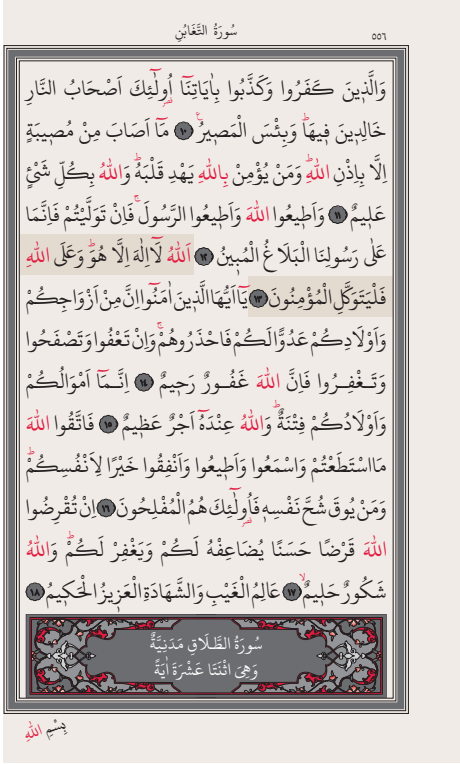 سُورَةُ التَّغَابُنِ
٥٥٦
وَالَّذ۪ينَ كَفَرُوا وَكَذَّبُوا بِاٰيَاتِنَٓا اُو۬لٰٓئِكَ اَصْحَابُ النَّارِ
خَالِد۪ينَ ف۪يهَاۜ وَبِئْسَ الْمَص۪يرُ۟ ١٠ مَٓا اَصَابَ مِنْ مُص۪يبَةٍ
اِلَّا بِاِذْنِ اللّٰهِۜ وَمَنْ يُؤْمِنْ بِاللّٰهِ يَهْدِ قَلْبَهُۜ وَاللّٰهُ بِكُلِّ شَيْءٍ
عَل۪يمٌ ١١ وَاَط۪يعُوا اللّٰهَ وَاَط۪يعُوا الرَّسُولَۚ فَاِنْ تَوَلَّيْتُمْ فَاِنَّمَا
عَلٰى رَسُولِنَا الْبَلَاغُ الْمُب۪ينُ ١٢ اَللّٰهُ لَٓا اِلٰهَ اِلَّا هُوَۜ وَعَلَى اللّٰهِ
فَلْيَتَوَكَّلِ الْمُؤْمِنُونَ ١٣ يَٓا اَيُّهَا الَّذ۪ينَ اٰمَنُٓوا اِنَّ مِنْ اَزْوَاجِكُمْ
وَاَوْلَادِكُمْ عَدُوًّا لَكُمْ فَاحْذَرُوهُمْۚ وَاِنْ تَعْفُوا وَتَصْفَحُوا
وَتَغْفِرُوا فَاِنَّ اللّٰهَ غَفُورٌ رَح۪يمٌ ١٤ اِنَّـمَٓا اَمْوَالُكُمْ
وَاَوْلَادُكُمْ فِتْنَةٌۜ وَاللّٰهُ عِنْدَهُٓ اَجْرٌ عَظ۪يمٌ ١٥ فَاتَّقُوا اللّٰهَ
مَا اسْتَطَعْتُمْ وَاسْمَعُوا وَاَط۪يعُوا وَاَنْفِقُوا خَيْرًا لِاَنْفُسِكُمْۜ
وَمَنْ يُوقَ شُحَّ نَفْسِه۪ فَاُو۬لٰٓئِكَ هُمُ الْمُفْلِحُونَ ١٦ اِنْ تُقْرِضُوا
اللّٰهَ قَرْضًا حَسَنًا يُضَاعِفْهُ لَكُمْ وَيَغْفِرْ لَكُمْۜ وَاللّٰهُ
شَكُورٌ حَل۪يمٌۙ ١٧ عَالِمُ الْغَيْبِ وَالشَّهَادَةِ الْعَز۪يزُ الْحَك۪يمُ ١٨
سُورَةُ الطَّلَاقِ مَدَنِيَّةٌ
وَهِيَ اثْنَتَا عَشْرَةَ اٰيَةً
بِسْمِ اللّٰهِ